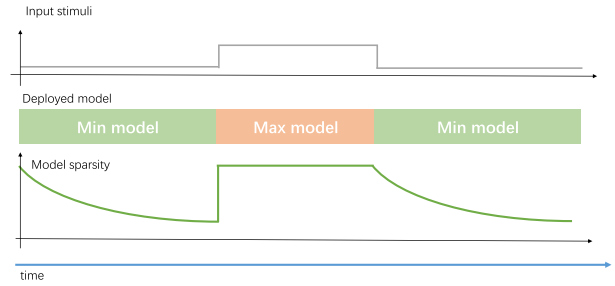 Input stimuli
Deployed model
Min model Max model Min model
Model sparsity
time